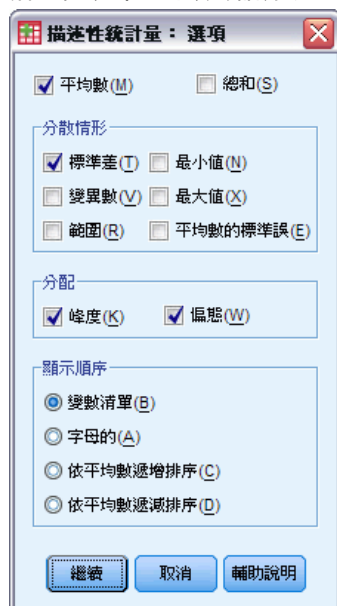 描述性統計量： 選項
平均數(M) 總和(S)
分散情形
標準差(T) 最小值(N)
變異數(V) 最大值(X)
範圍(R) 平均數的標準誤(E)
分配
峰度(K) 偏態(W)
顯示順序
變數清單(B)
字母的(A)
依平均數遞增排序(C)
依平均數遞減排序(D)
繼續 取消 輔助說明